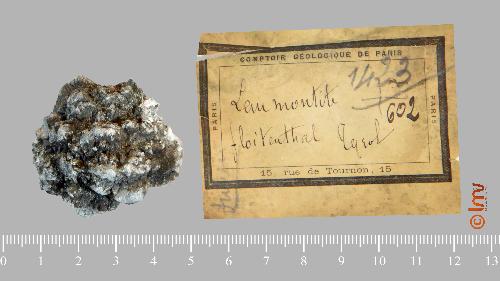 COMPTOIR GÉOLOGIQUE DE PARIS
1423
Laumontite
602
floitenthal Tyrol
PARIS
PARIS
15, rue de Tournon, 15
lmv
0 1 2 3 4 5 6 7 8 9 10 11 12 13